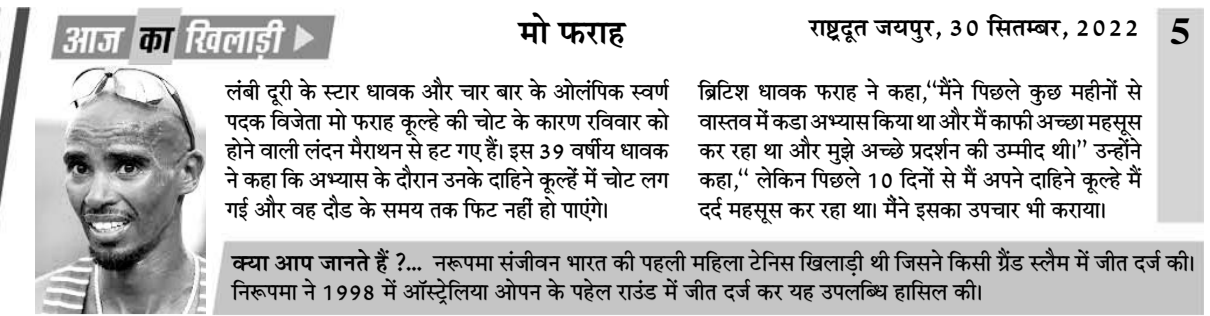 आज का खिलाड़ी
मो फराह
राष्ट्रदूत जयपुर, 30 सितम्बर, 2022
5
लंबी दूरी के स्टार धावक और चार बार के ओलंपिक स्वर्ण
पदक विजेता मो फराह कूल्हे की चोट के कारण रविवार को
होने वाली लंदन मैराथन से हट गए हैं। इस 39 वर्षीय धावक
ने कहा कि अभ्यास के दौरान उनके दाहिने कूल्हें में चोट लग
गई और वह दौड के समय तक फिट नहीं हो पाएंगे।
ब्रिटिश धावक फराह ने कहा,‘‘मैंने पिछले कुछ महीनों से
वास्तव में कडा अभ्यास किया था और मैं काफी अच्छा महसूस
कर रहा था और मुझे अच्छे प्रदर्शन की उम्मीद थी।’’ उन्होंने
कहा,‘‘ लेकिन पिछले 10 दिनों से मैं अपने दाहिने कूल्हे मैं
दर्द महसूस कर रहा था। मैंने इसका उपचार भी कराया।
क्या आप जानते हैं ?... नरूपमा संजीवन भारत की पहली महिला टेनिस खिलाड़ी थी जिसने किसी ग्रैंड स्लैम में जीत दर्ज की।
निरूपमा ने 1998 में ऑस्ट्रेलिया ओपन के पहेल राउंड में जीत दर्ज कर यह उपलब्धि हासिल की।